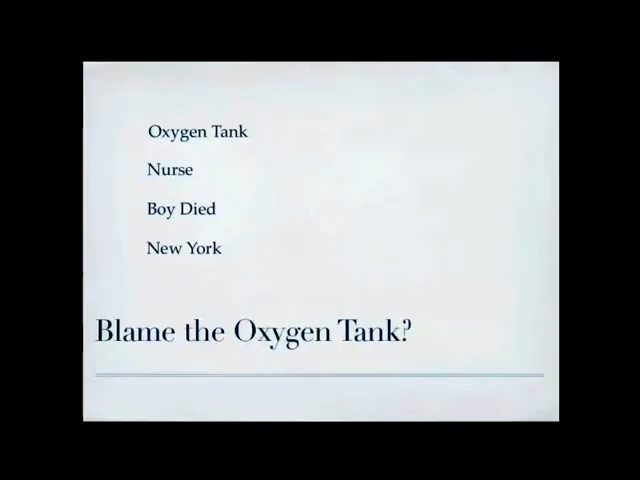 Oxygen Tank
Nurse
Boy Died
New York
Blame the Oxygen Tank?